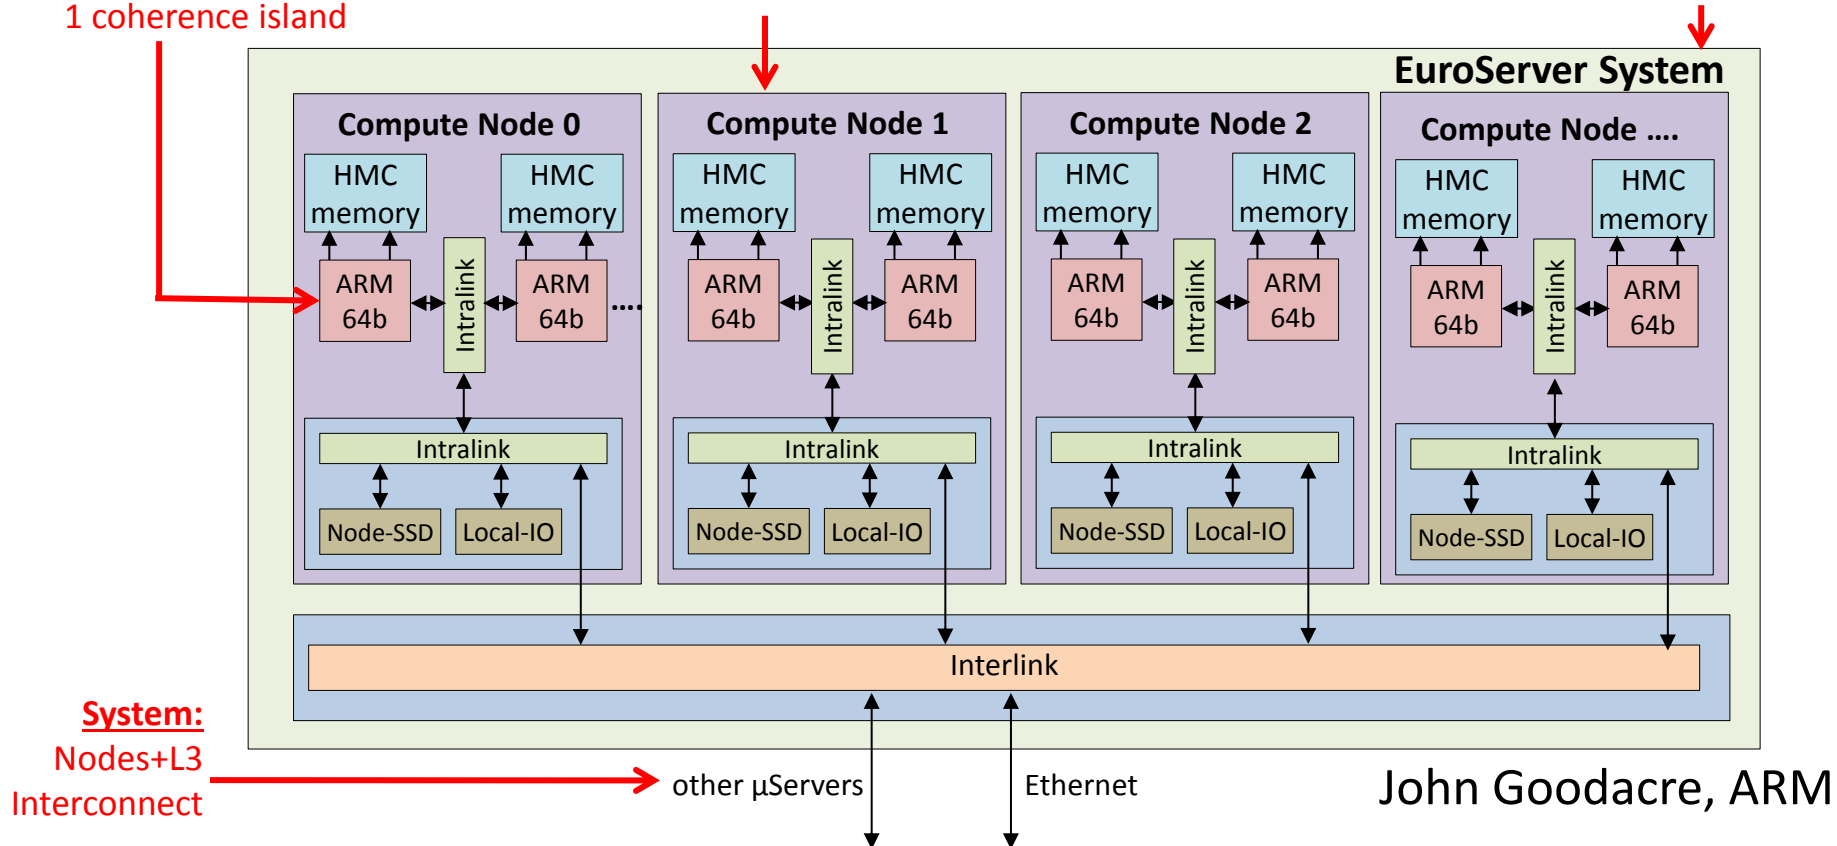 1 coherence island
EuroServer System
Compute Node 0
HMC
memory
HMC
memory
ARM
64b
Intralink
ARM
64b
....
Intralink
Node-SSD
Local-IO
Compute Node 1
HMC
memory
HMC
memory
ARM
64b
Intralink
ARM
64b
Intralink
Node-SSD
Local-IO
Compute Node 2
HMC
memory
HMC
memory
ARM
64b
Intralink
ARM
64b
Intralink
Node-SSD
Local-IO
Compute Node ....
HMC
memory
HMC
memory
ARM
64b
Intralink
ARM
64b
Intralink
Node-SSD
Local-IO
Interlink
System:
Nodes+L3
Interconnect
other µServers
Ethernet
John Goodacre, ARM